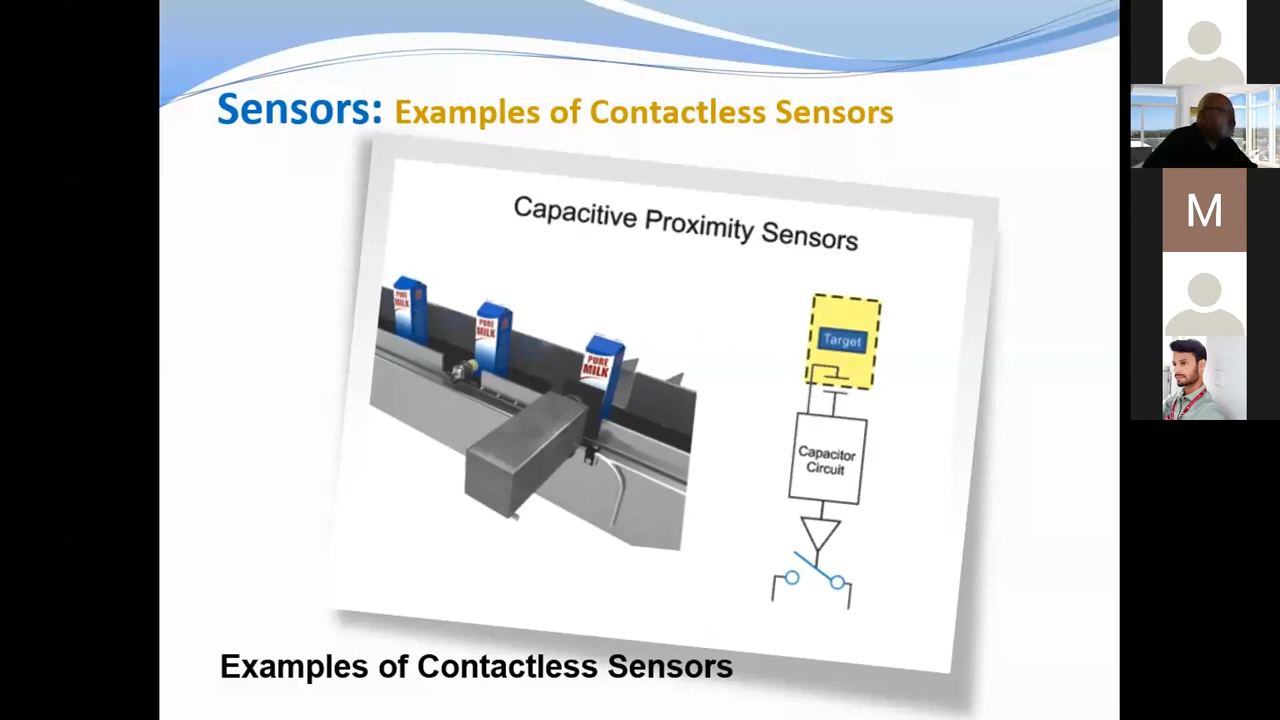 Sensors: Examples of Contactless Sensors
Capacitive Proximity Sensors
PURE
MILK
PURE
MILK
PURE
MILK
Target
Capacitor
Circuit
Examples of Contactless Sensors
M